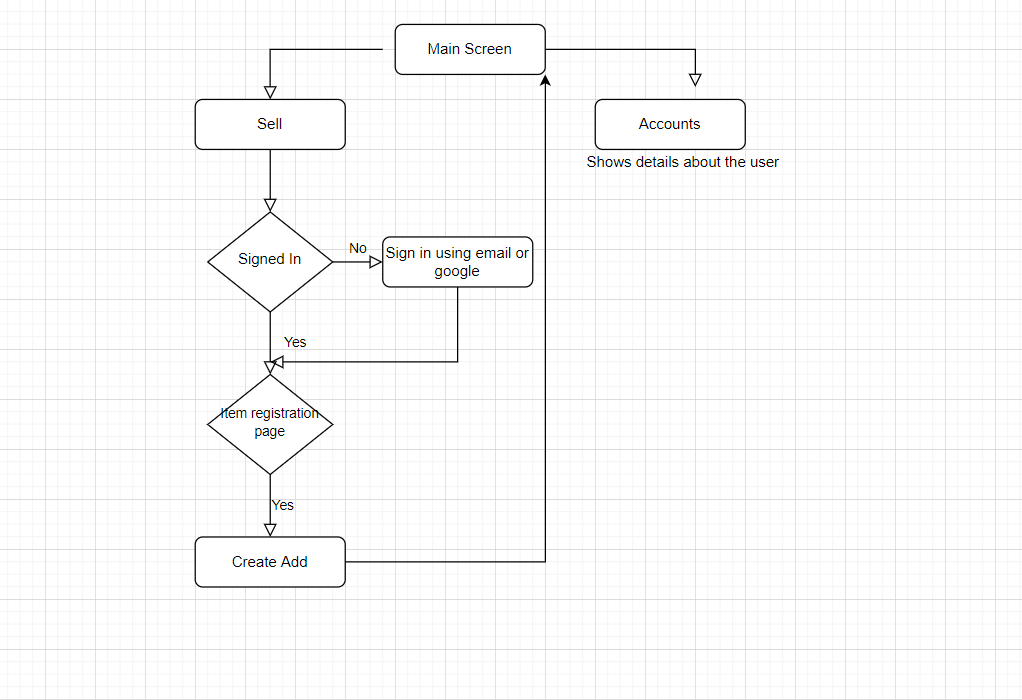 Main Screen
Sell
Accounts
Shows details about the user
Signed In
No
Sign in using email or
google
Yes
Item registration
page
Yes
Create Add